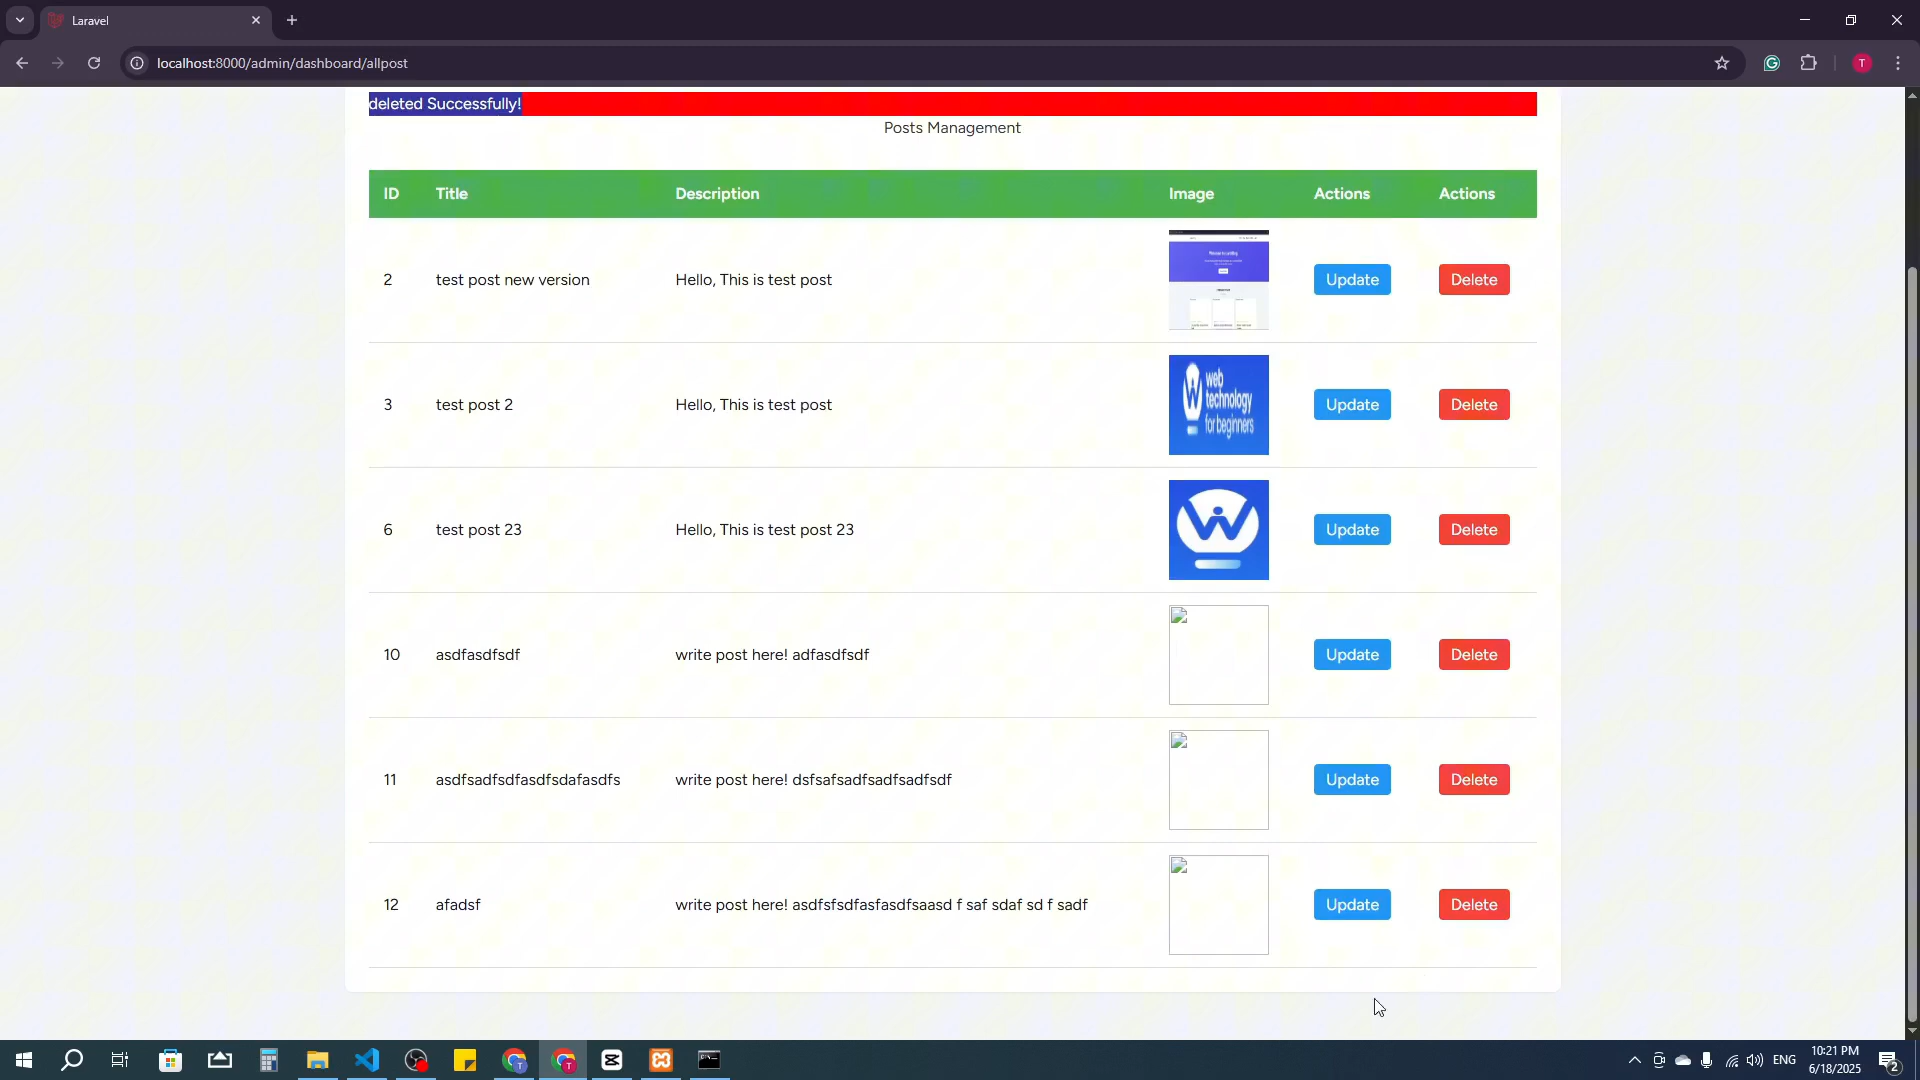 Laravel
localhost:8000/admin/dashboard/allpost
T
deleted Successfully!
Posts Management
ID Title Description Image Actions Actions
2 test post new version Hello, This is test post Update Delete
3 test post 2 Hello, This is test post web technology for beginners Update Delete
6 test post 23 Hello, This is test post 23 Update Delete
10 asdfasdfsdf write post here! adfasdfsdf Update Delete
11 asdfsadfsdfasdfsdafasdfs write post here! dsfsafsadfsadfsadfsdf Update Delete
12 afadsf write post here! asdfsfsdfasfasdfsaasd f saf sdaf sd f sadf Update Delete
ENG
10:21 PM
6/18/2025
2